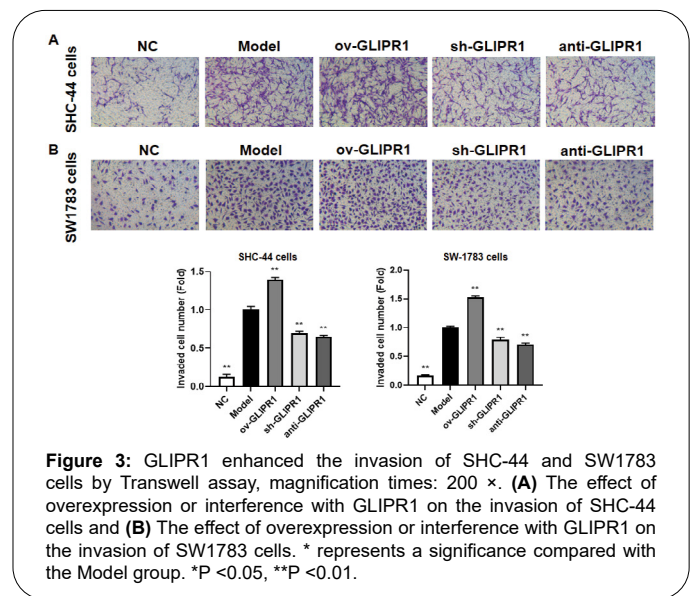 A
NC Model ov-GLIPR1 sh-GLIPR1 anti-GLIPR1
SHC-44 cells
B
NC Model ov-GLIPR1 sh-GLIPR1 anti-GLIPR1
SW1783 cells
SHC-44 cells
Invaded cell number (Fold)
1.5
1.0
0.5
0.0
**
**
**
**
NC
Model
ov-GLIPR1
sh-GLIPR1
anti-GLIPR1
SW-1783 cells
Invaded cell number (Fold)
2.0
1.5
1.0
0.5
0.0
**
**
**
**
NC
Model
ov-GLIPR1
sh-GLIPR1
anti-GLIPR1
Figure 3: GLIPR1 enhanced the invasion of SHC-44 and SW1783
cells by Transwell assay, magnification times: 200 ×. (A) The effect of
overexpression or interference with GLIPR1 on the invasion of SHC-44
cells and (B) The effect of overexpression or interference with GLIPR1 on
the invasion of SW1783 cells. * represents a significance compared with
the Model group. *P <0.05, **P <0.01.